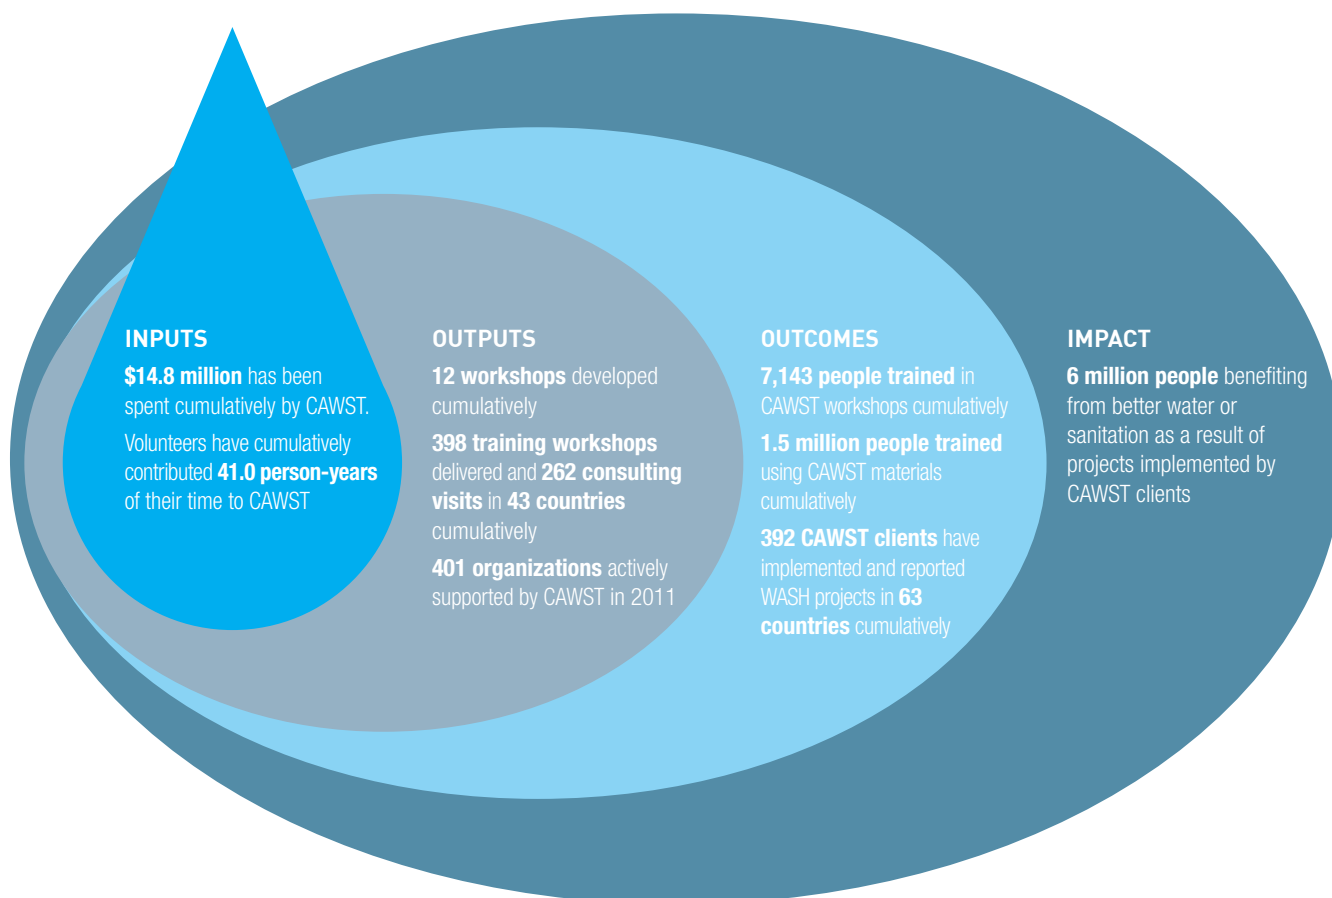 INPUTS
$14.8 million has been
spent cumulatively by CAWST.
Volunteers have cumulatively
contributed 41.0 person-years
of their time to CAWST
OUTPUTS
12 workshops developed
cumulatively
398 training workshops
delivered and 262 consulting
visits in 43 countries
cumulatively
401 organizations actively
supported by CAWST in 2011
OUTCOMES
7,143 people trained in
CAWST workshops cumulatively
1.5 million people trained
using CAWST materials
cumulatively
392 CAWST clients have
implemented and reported
WASH projects in 63
countries cumulatively
IMPACT
6 million people benefiting
from better water or
sanitation as a result of
projects implemented by
CAWST clients